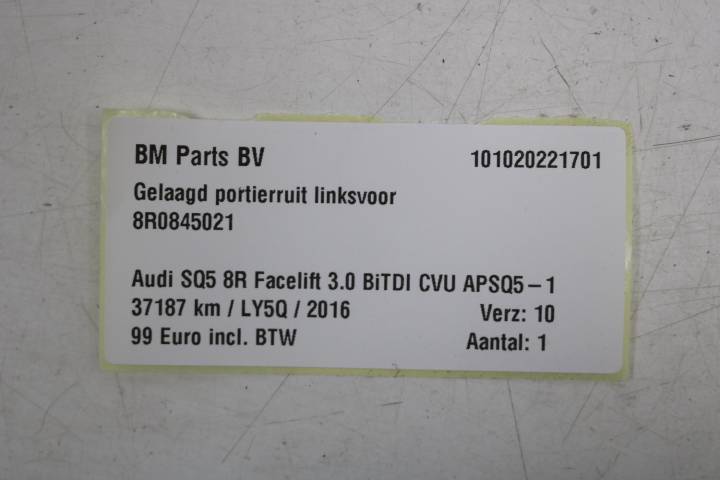 BM Parts BV 101020221701
Gelaagd portierruit linksvoor
8R0845021
Audi SQ5 8R Facelift 3.0 BiTDI CVU APSQ5-1
37187 km / LY5Q / 2016 Verz: 10
99 Euro incl. BTW Aantal: 1